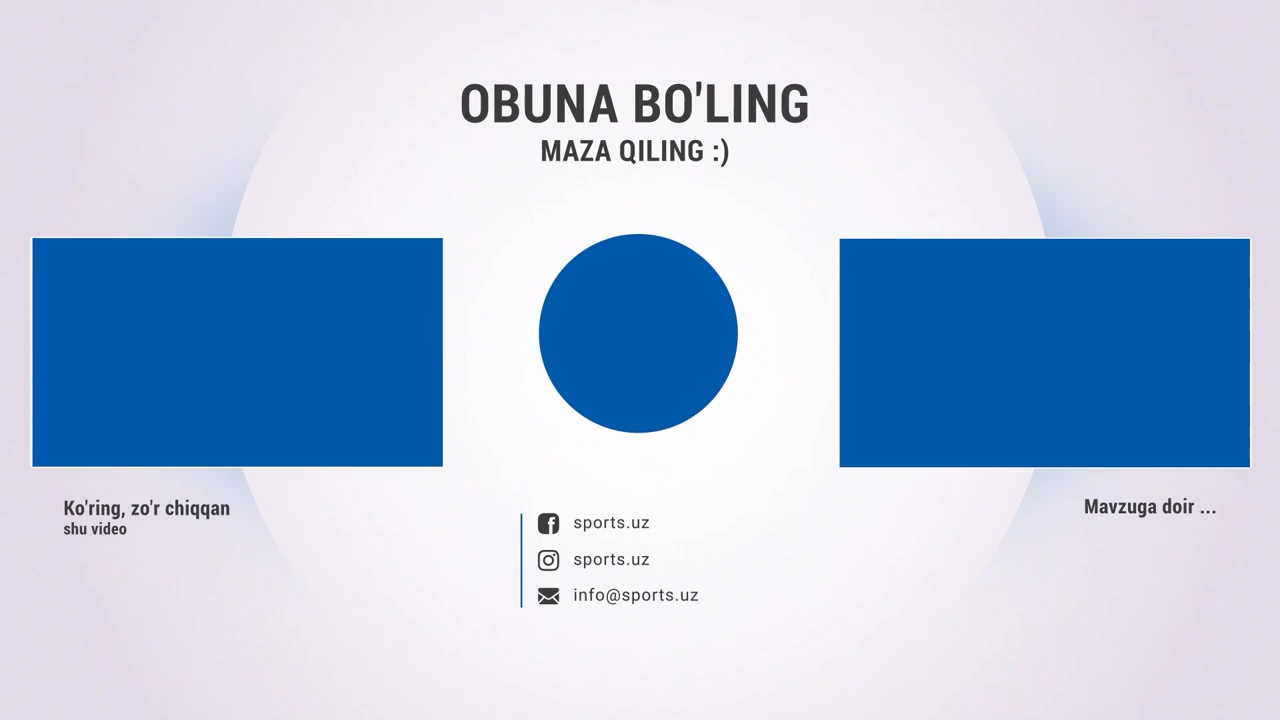 OBUNA BO'LING
MAZA QILING :)
Ko'ring, zo'r chiqqan
shu video
Mavzuga doir ...
sports.uz
sports.uz
info@sports.uz